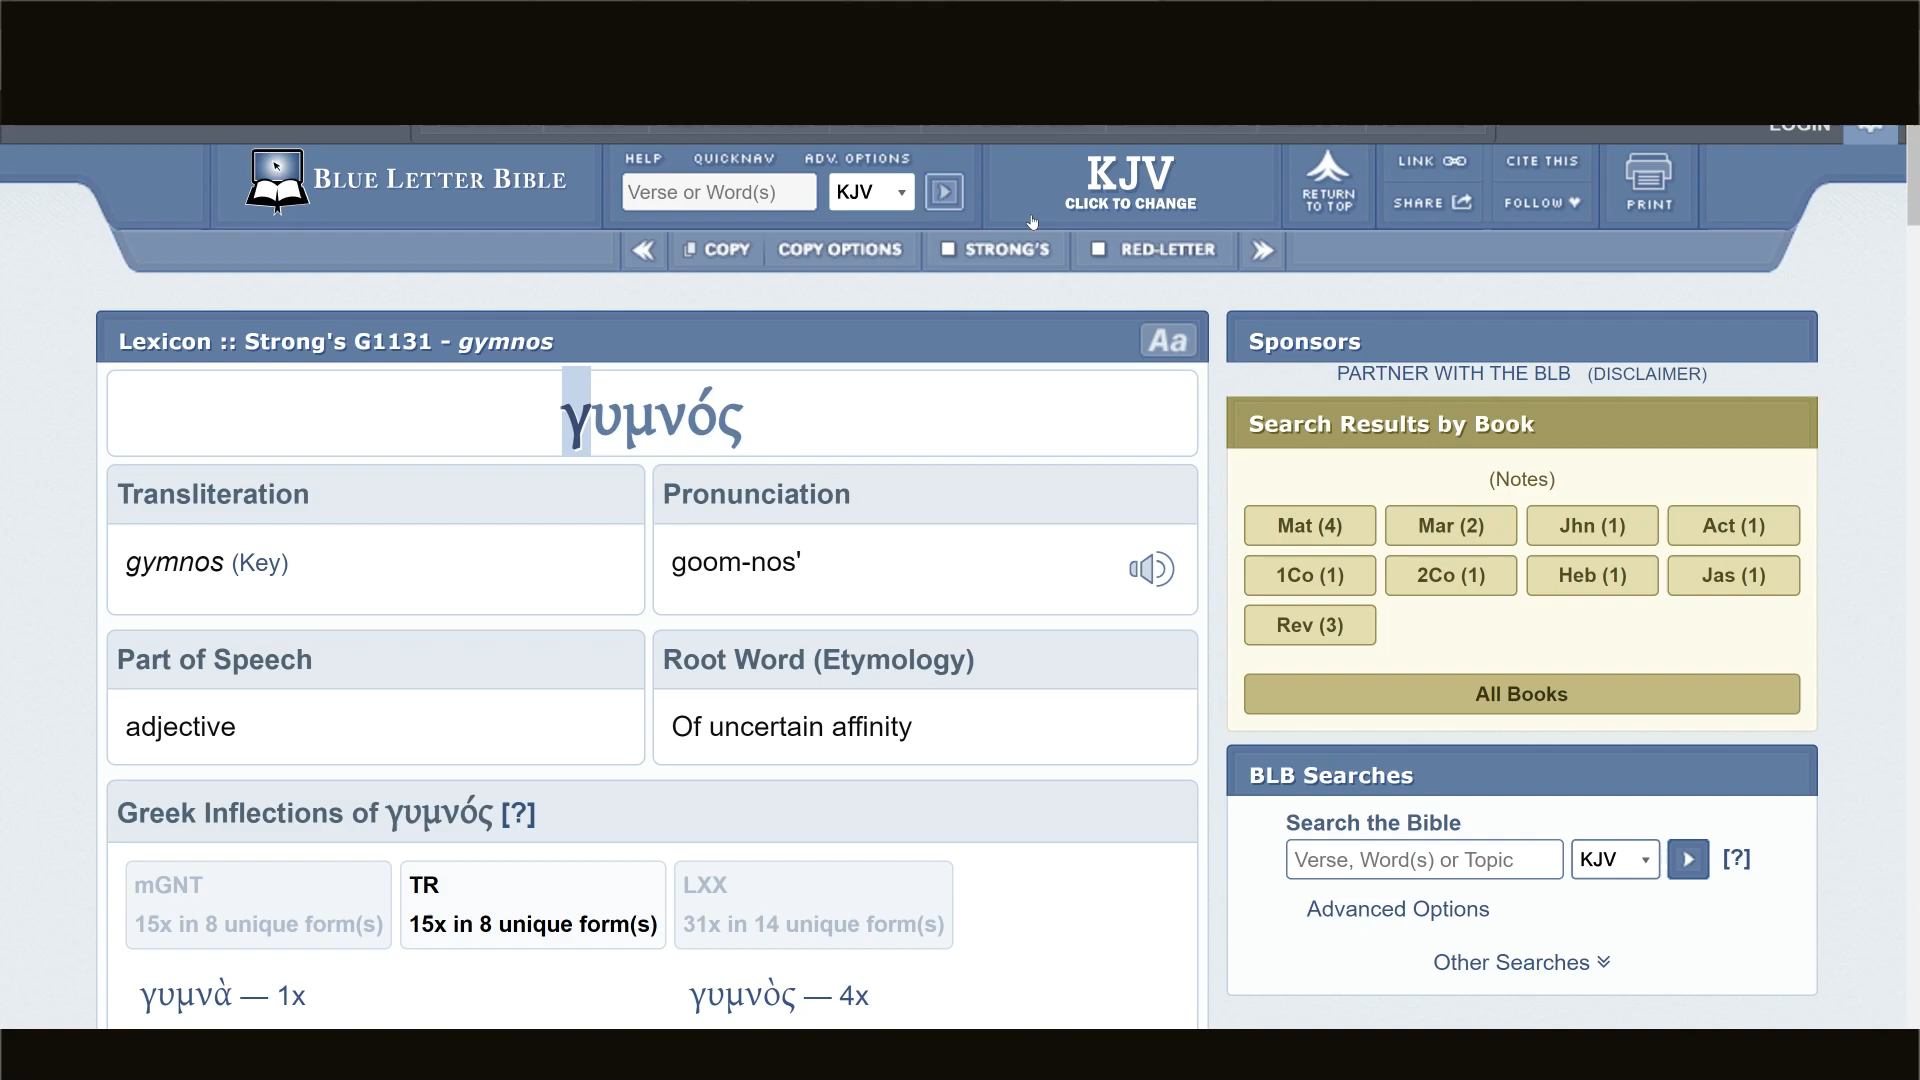 LOGIN
BLUE LETTER BIBLE
HELP QUICKNAV ADV. OPTIONS
Verse or Word(s) KJV
KJV
CLICK TO CHANGE
RETURN
TO TOP
LINK
CITE THIS
SHARE
FOLLOW
PRINT
COPY COPY OPTIONS STRONG'S RED-LETTER
Lexicon :: Strong's G1131 - gymnos Aa
γυμνός
Transliteration
gymnos (Key)
Pronunciation
goom-nos'
Part of Speech
adjective
Root Word (Etymology)
Of uncertain affinity
Greek Inflections of γυμνός [?]
mGNT
15x in 8 unique form(s)
TR
15x in 8 unique form(s)
LXX
31x in 14 unique form(s)
γυμνὰ — 1x
γυμνὸς — 4x
Sponsors
PARTNER WITH THE BLB (DISCLAIMER)
Search Results by Book
(Notes)
Mat (4) Mar (2) Jhn (1) Act (1)
1Co (1) 2Co (1) Heb (1) Jas (1)
Rev (3)
All Books
BLB Searches
Search the Bible
Verse, Word(s) or Topic KJV [?]
Advanced Options
Other Searches